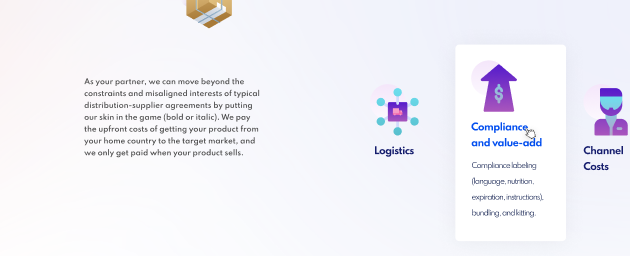 As your partner, we can move beyond the
constraints and misaligned interests of typical
distribution-supplier agreements by putting
our skin in the game (bold or italic). We pay
the upfront costs of getting your product from
your home country to the target market, and
we only get paid when your product sells.
Logistics
$
Compliance
and value-add
Compliance labeling
(language, nutrition,
expiration, instructions),
bundling, and kitting.
Channel
Costs